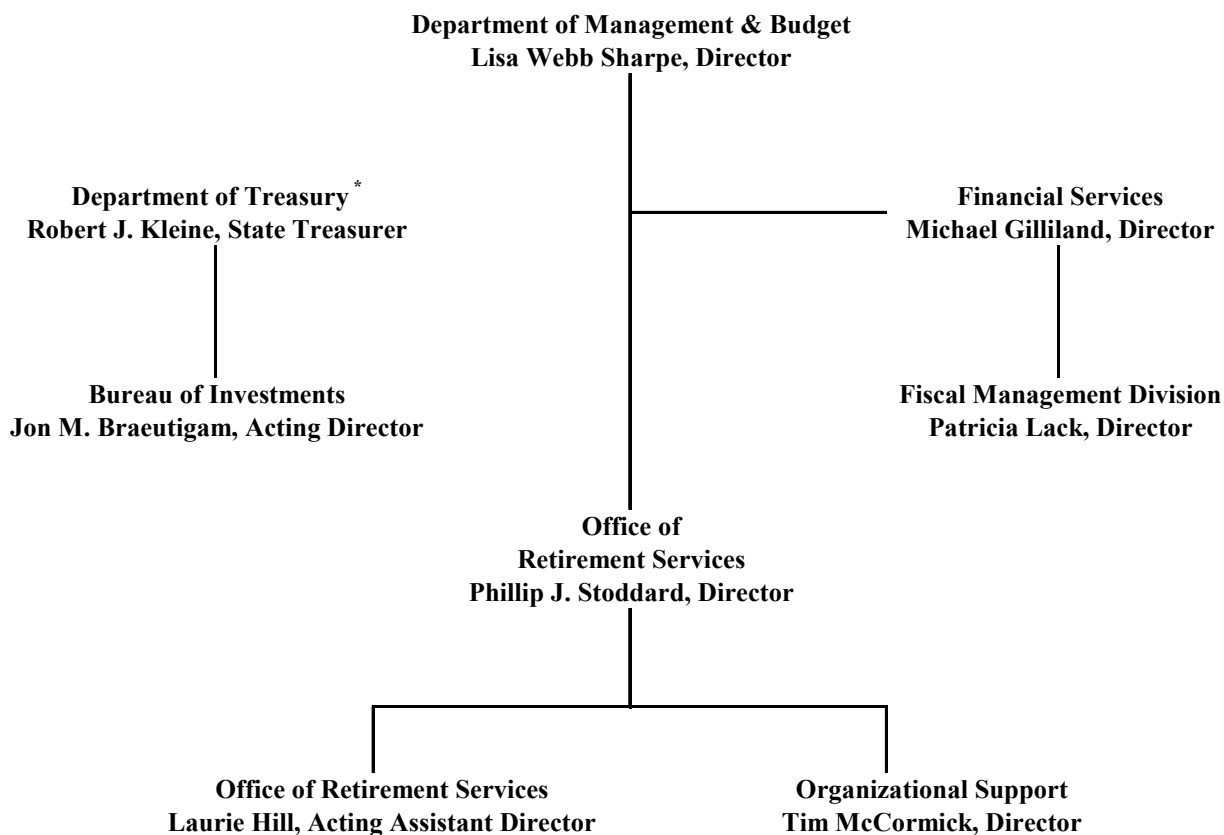 Department of Management & Budget
Lisa Webb Sharpe, Director
Department of Treasury *
Robert J. Kleine, State Treasurer
Financial Services
Michael Gilliland, Director
Bureau of Investments
Jon M. Braeutigam, Acting Director
Fiscal Management Division
Patricia Lack, Director
Office of
Retirement Services
Phillip J. Stoddard, Director
Office of Retirement Services
Laurie Hill, Acting Assistant Director
Organizational Support
Tim McCormick, Director